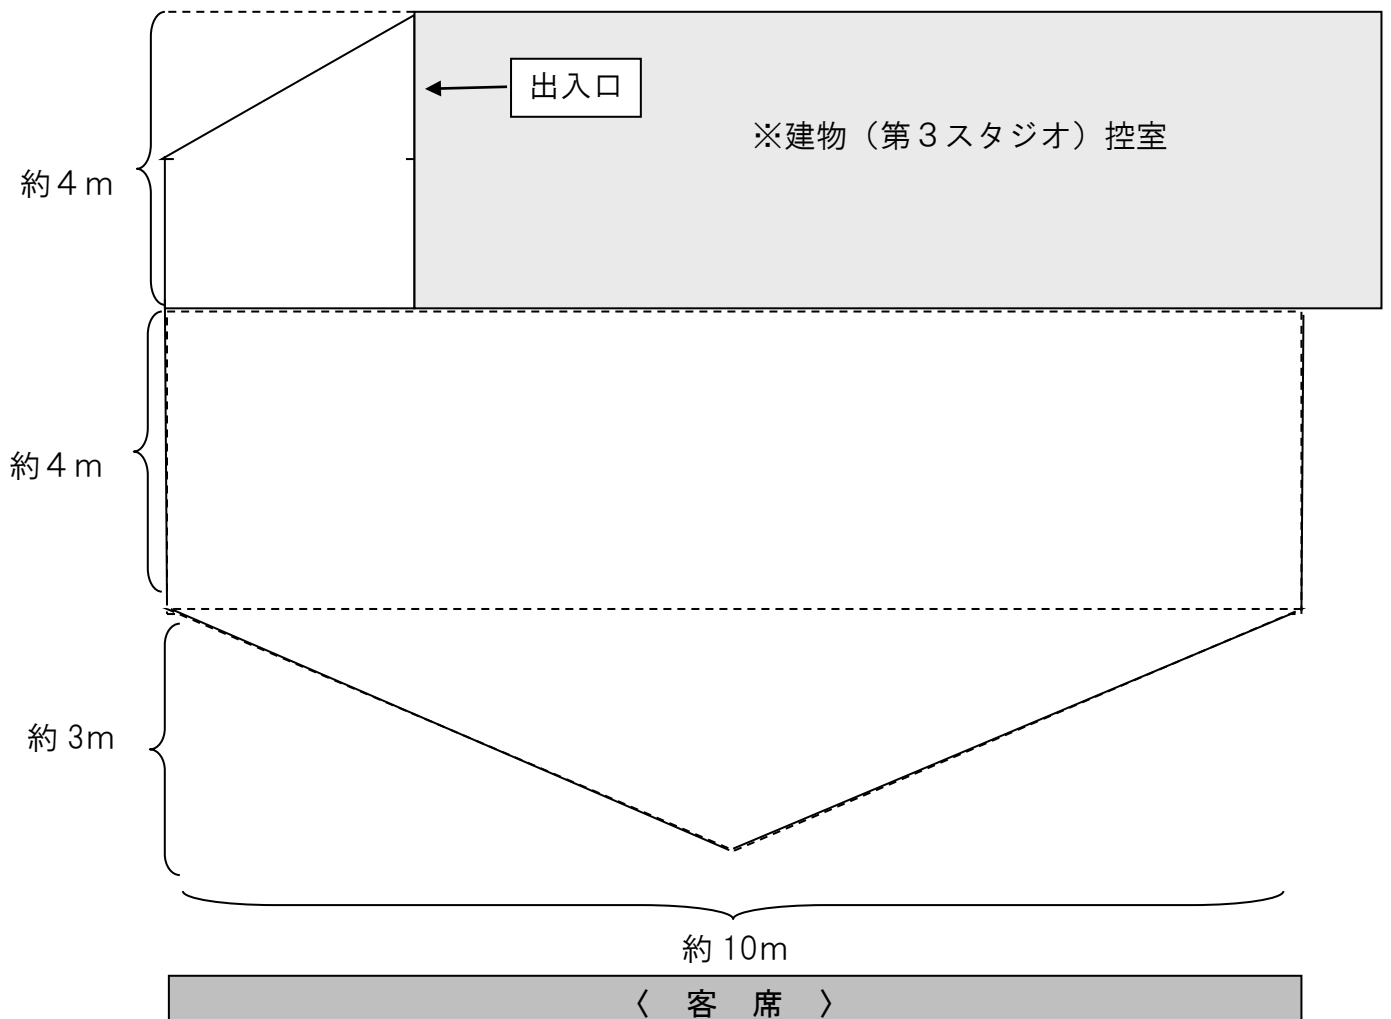 出入口
※建物（第３スタジオ）控室
約４ｍ
約４ｍ
約 3m
約 10m
〈　客　席　〉